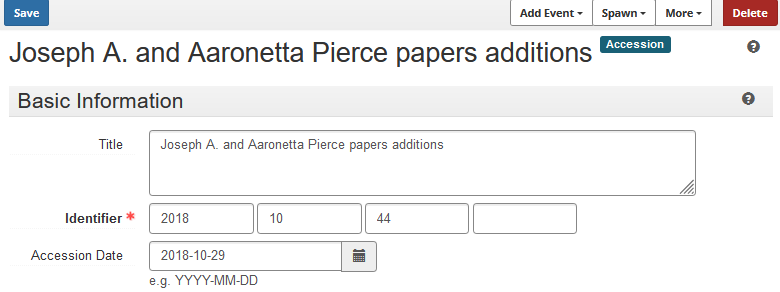 Save Add Event Spawn More Delete
Joseph A. and Aaronetta Pierce papers additions Accession
Basic Information
Title Joseph A. and Aaronetta Pierce papers additions
Identifier * 2018 10 44
Accession Date 2018-10-29
e.g. YYYY-MM-DD